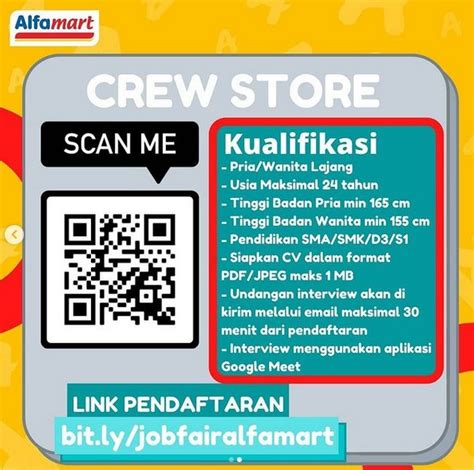 Alfamart
CREW STORE
SCAN ME
Kualifikasi
- Pria/Wanita Lajang
- Usia Maksimal 24 tahun
- Tinggi Badan Pria min 165 cm
- Tinggi Badan Wanita min 155 cm
- Pendidikan SMA/SMK/D3/S1
- Siapkan CV dalam format
PDF/JPEG maks 1 MB
- Undangan interview akan di
kirim melalui email maksimal 30
menit dari pendaftaran
- Interview menggunakan aplikasi
Google Meet
LINK PENDAFTARAN
bit.ly/jobfairalfamart